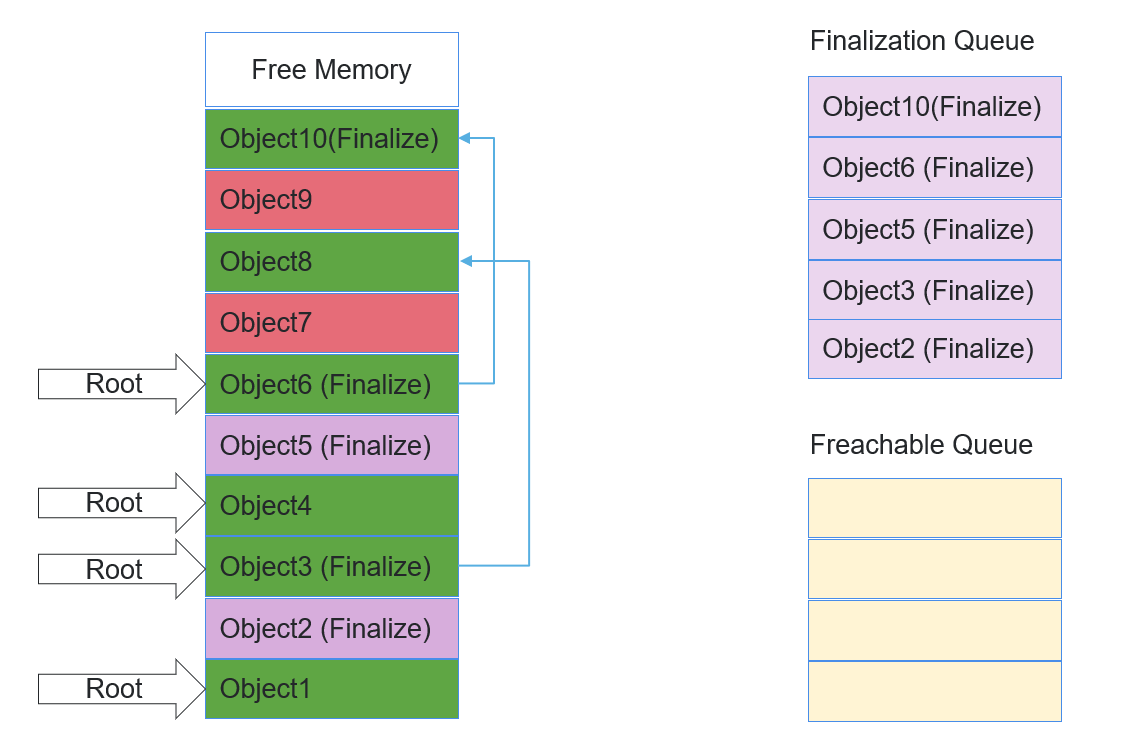 Free Memory
Object10(Finalize)
Object9
Object8
Object7
Root
Object6 (Finalize)
Object5 (Finalize)
Root
Object4
Root
Object3 (Finalize)
Object2 (Finalize)
Root
Object1
Finalization Queue
Object10(Finalize)
Object6 (Finalize)
Object5 (Finalize)
Object3 (Finalize)
Object2 (Finalize)
Freachable Queue